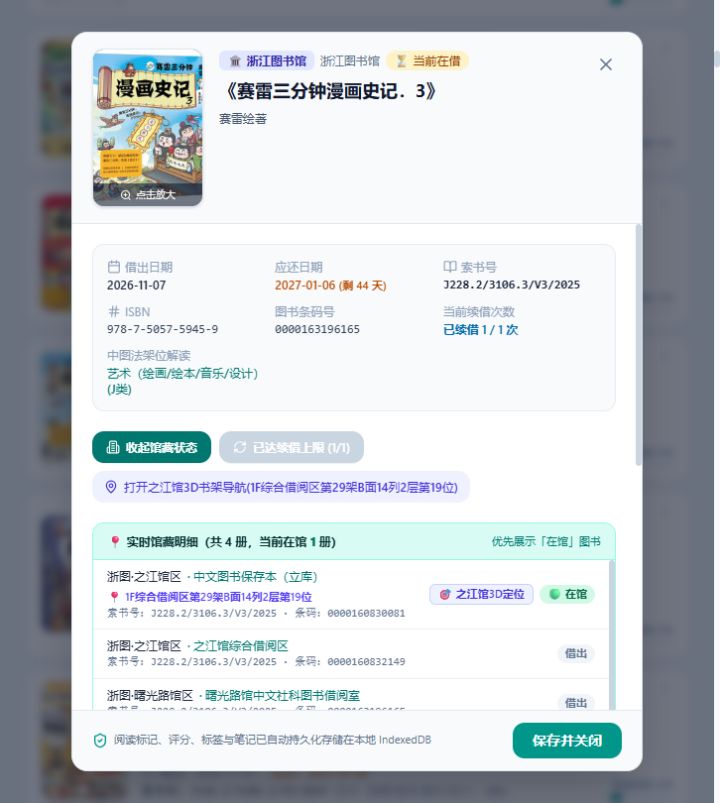 浙江图书馆 浙江图书馆 当前在借
《赛雷三分钟漫画史记．3》
赛雷绘著
赛雷三分钟
漫画史记
3
点击放大
借出日期 应还日期 索书号
2026-11-07 2027-01-06 (剩 44 天) J228.2/3106.3/V3/2025
ISBN 图书条码号 当前续借次数
978-7-5057-5945-9 0000163196165 已续借 1 / 1 次
中图法架位解读
艺术（绘画/绘本/音乐/设计）
(J类)
收起馆藏状态 已达续借上限 (1/1)
打开之江馆3D书架导航(1F综合借阅区第29架B面14列2层第19位)
实时馆藏明细（共 4 册，当前在馆 1 册） 优先展示「在馆」图书
浙图·之江馆区 · 中文图书保存本（立库）
1F综合借阅区第29架B面14列2层第19位 之江馆3D定位 在馆
索书号: J228.2/3106.3/V3/2025 · 条码: 0000160830081
浙图·之江馆区 · 之江馆综合借阅区
索书号: J228.2/3106.3/V3/2025 · 条码: 0000160832149 借出
浙图·曙光路馆区 · 曙光路馆中文社科图书借阅室
索书号: J228.2/3106.3/V3/2025 · 条码: 0000163196165 借出
阅读标记、评分、标签与笔记已自动持久化存储在本地 IndexedDB 保存并关闭